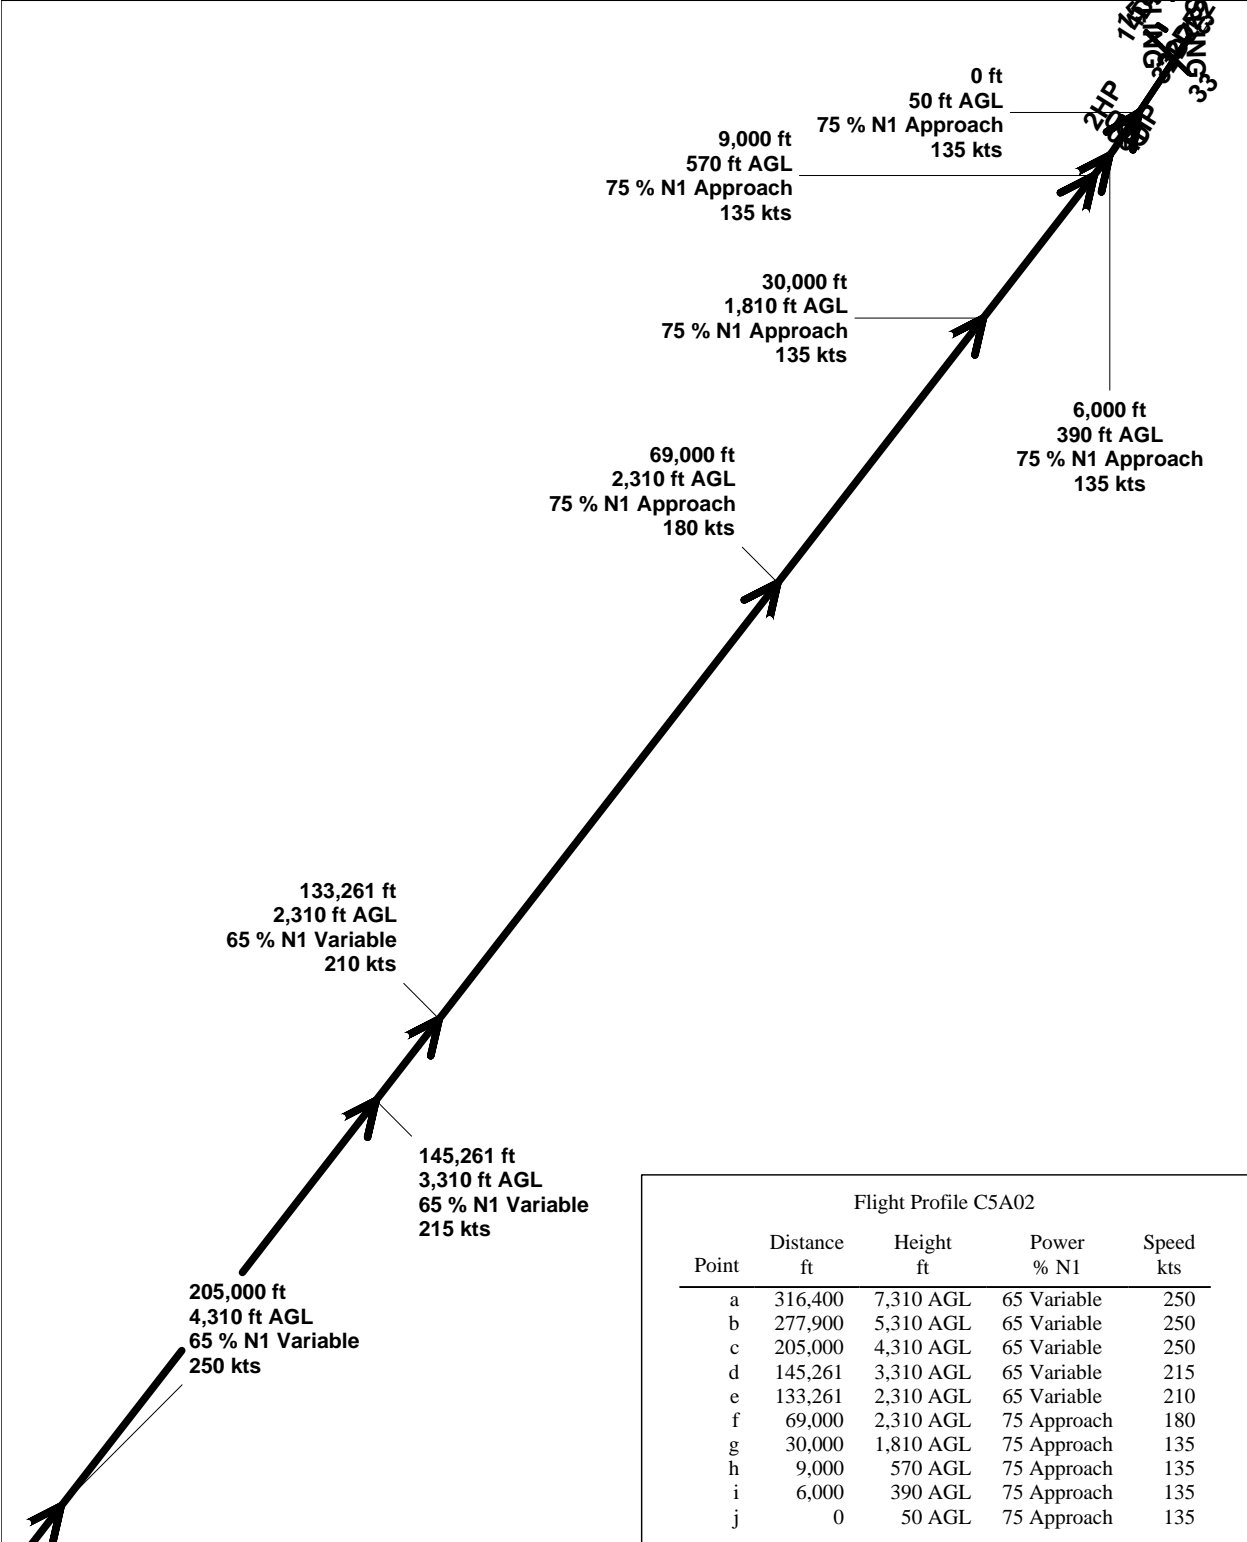 0 ft
50 ft AGL
75 % N1 Approach
135 kts
2HP
33
9,000 ft
570 ft AGL
75 % N1 Approach
135 kts
30,000 ft
1,810 ft AGL
75 % N1 Approach
135 kts
6,000 ft
390 ft AGL
75 % N1 Approach
135 kts
69,000 ft
2,310 ft AGL
75 % N1 Approach
180 kts
133,261 ft
2,310 ft AGL
65 % N1 Variable
210 kts
145,261 ft
3,310 ft AGL
65 % N1 Variable
215 kts
205,000 ft
4,310 ft AGL
65 % N1 Variable
250 kts
Flight Profile C5A02
Distance Height Power Speed
Point ft ft % N1 kts
a 316,400 7,310 AGL 65 Variable 250
b 277,900 5,310 AGL 65 Variable 250
c 205,000 4,310 AGL 65 Variable 250
d 145,261 3,310 AGL 65 Variable 215
e 133,261 2,310 AGL 65 Variable 210
f 69,000 2,310 AGL 75 Approach 180
g 30,000 1,810 AGL 75 Approach 135
h 9,000 570 AGL 75 Approach 135
i 6,000 390 AGL 75 Approach 135
j 0 50 AGL 75 Approach 135